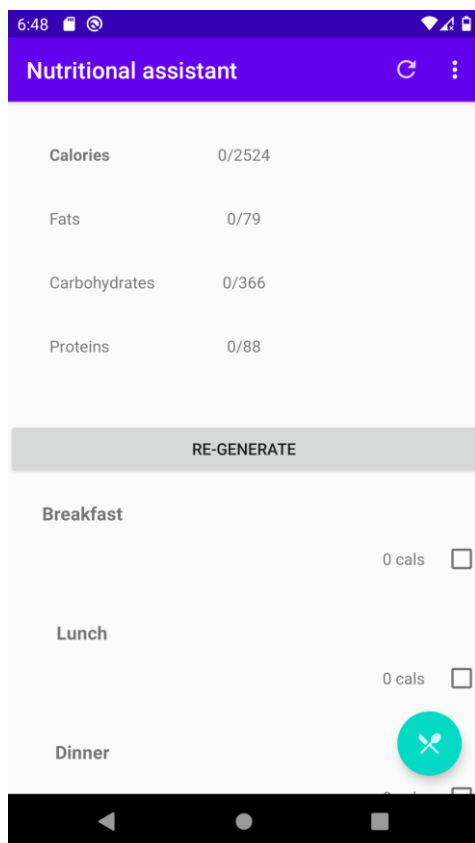 6:48
Nutritional assistant
Calories 0/2524
Fats 0/79
Carbohydrates 0/366
Proteins 0/88
RE-GENERATE
Breakfast
0 cals
Lunch
0 cals
Dinner